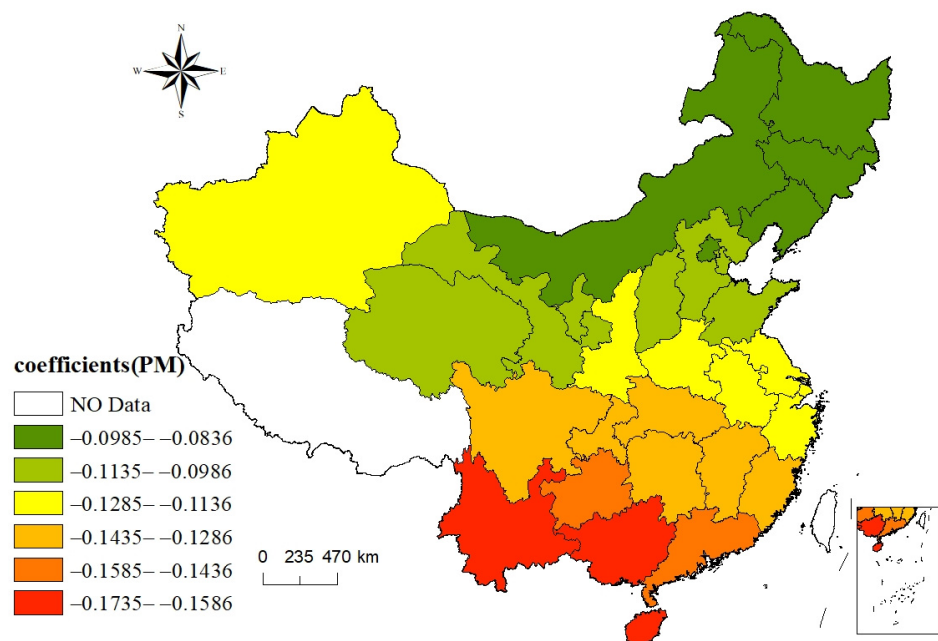 N
W E
S
coefficients(PM)
NO Data
–0.0985– –0.0836
–0.1135– –0.0986
–0.1285– –0.1136
–0.1435– –0.1286
–0.1585– –0.1436
–0.1735– –0.1586
0 235 470 km